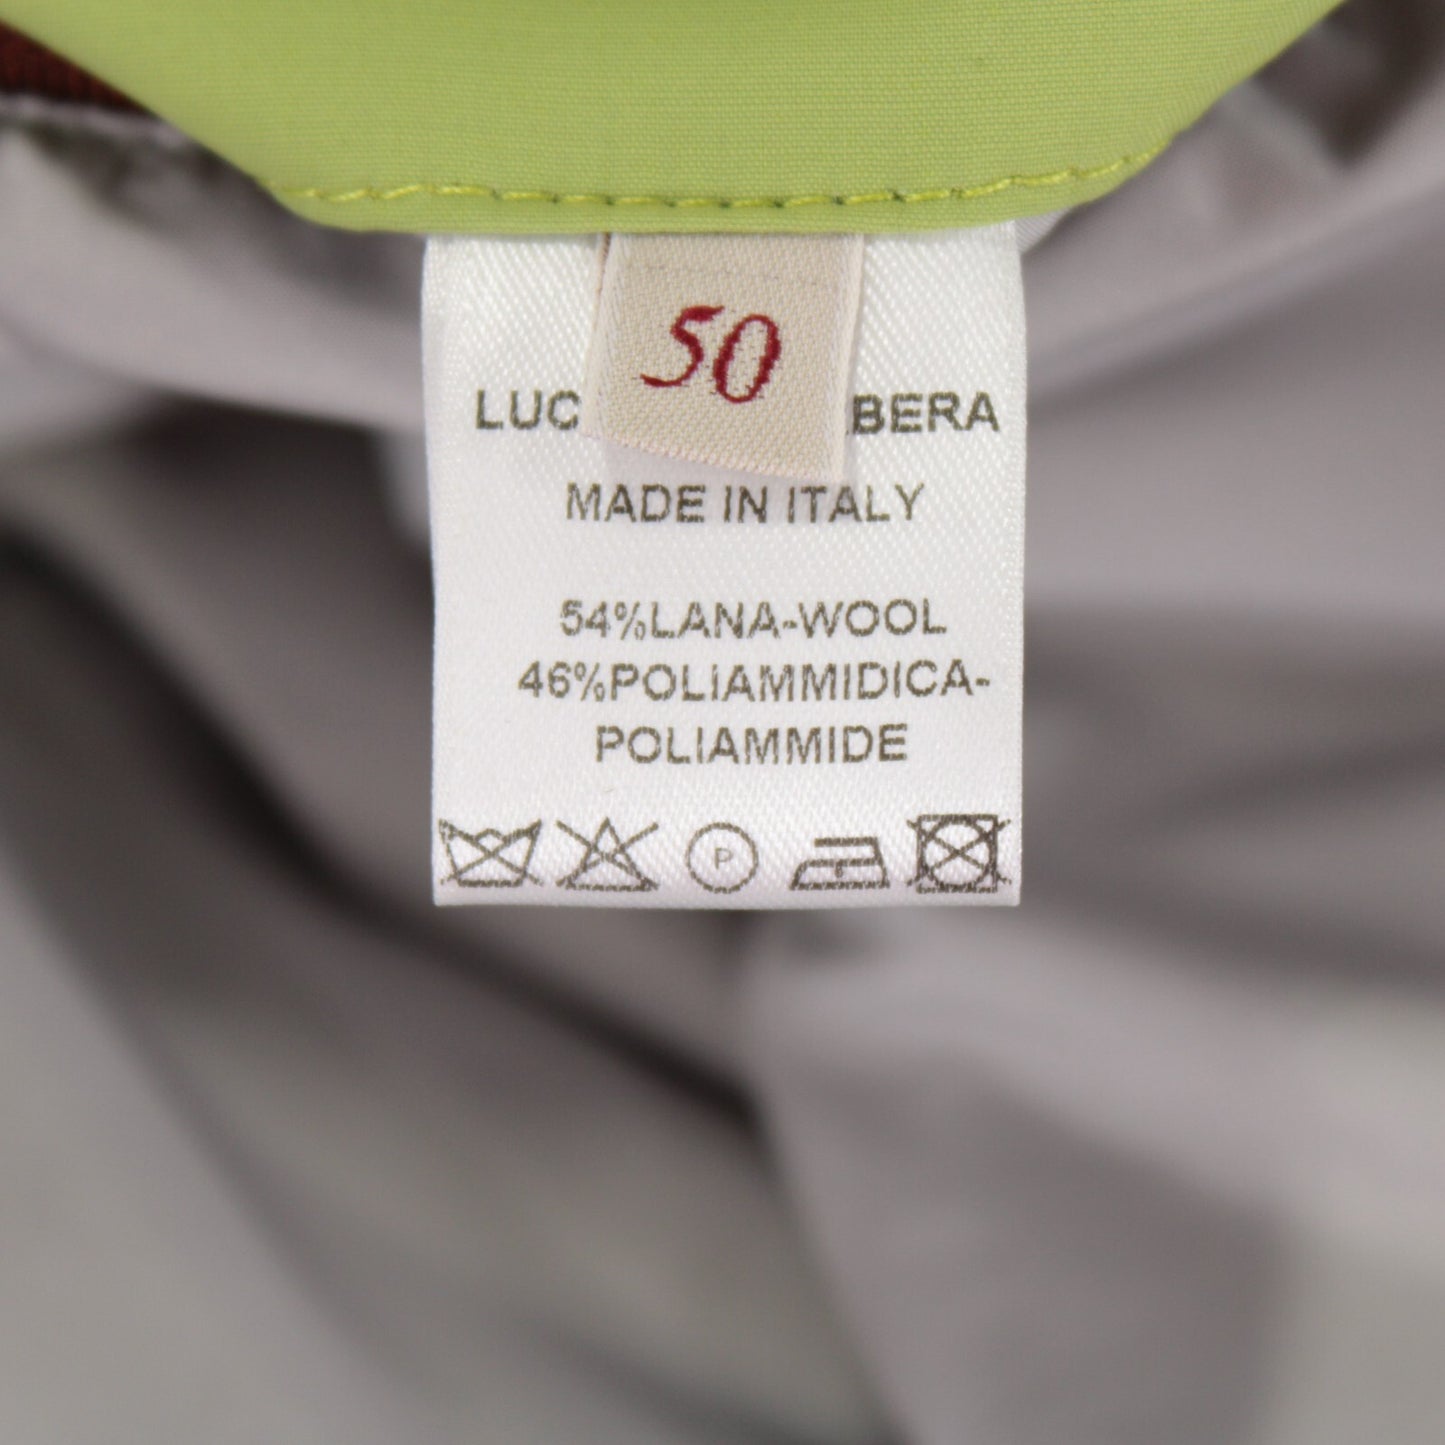 50
LUC BERA
MADE IN ITALY
54%LANA-WOOL
46%POLIAMMIDICA-
POLIAMMIDE
P